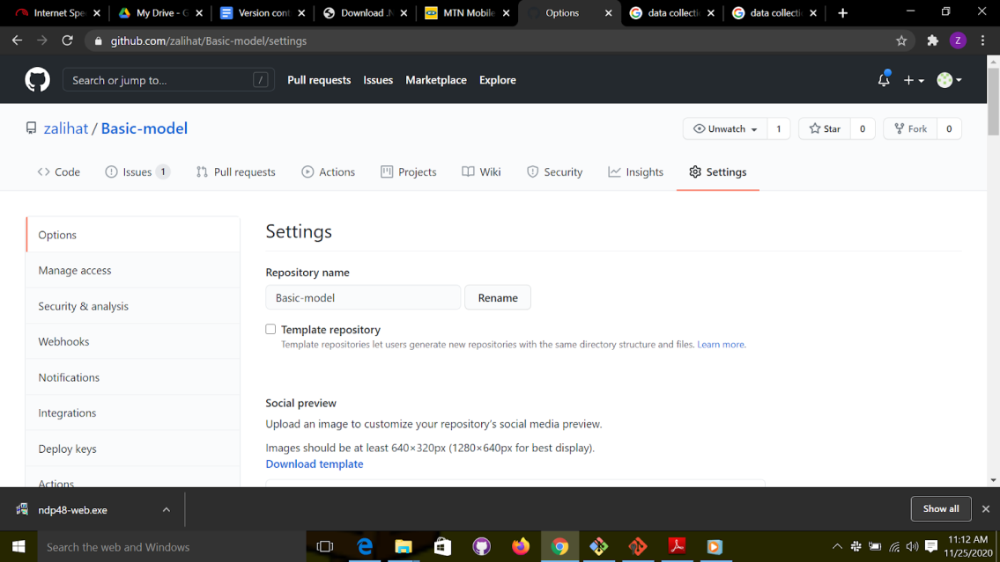 Internet Spe
My Drive - G
Version cont
Download .N
MTN Mobile
Options
data collecti
data collecti
github.com/zalihat/Basic-model/settings
Z
Search or jump to...
/
Pull requests
Issues
Marketplace
Explore
zalihat / Basic-model
Unwatch
1
Star
0
Fork
0
Code
Issues 1
Pull requests
Actions
Projects
Wiki
Security
Insights
Settings
Options
Manage access
Security & analysis
Webhooks
Notifications
Integrations
Deploy keys
Actions
Settings
Repository name
Basic-model
Rename
Template repository
Template repositories let users generate new repositories with the same directory structure and files. Learn more.
Social preview
Upload an image to customize your repository's social media preview.
Images should be at least 640×320px (1280×640px for best display).
Download template
ndp48-web.exe
Show all
Search the web and Windows
11:12 AM
11/25/2020